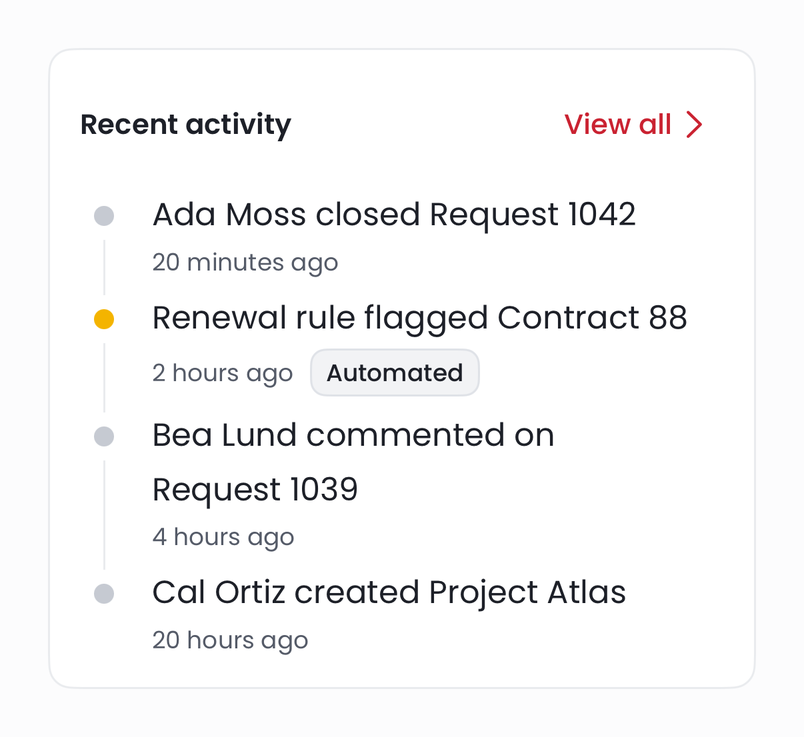 Recent activity
View all
Ada Moss closed Request 1042
20 minutes ago
Renewal rule flagged Contract 88
2 hours ago Automated
Bea Lund commented on
Request 1039
4 hours ago
Cal Ortiz created Project Atlas
20 hours ago